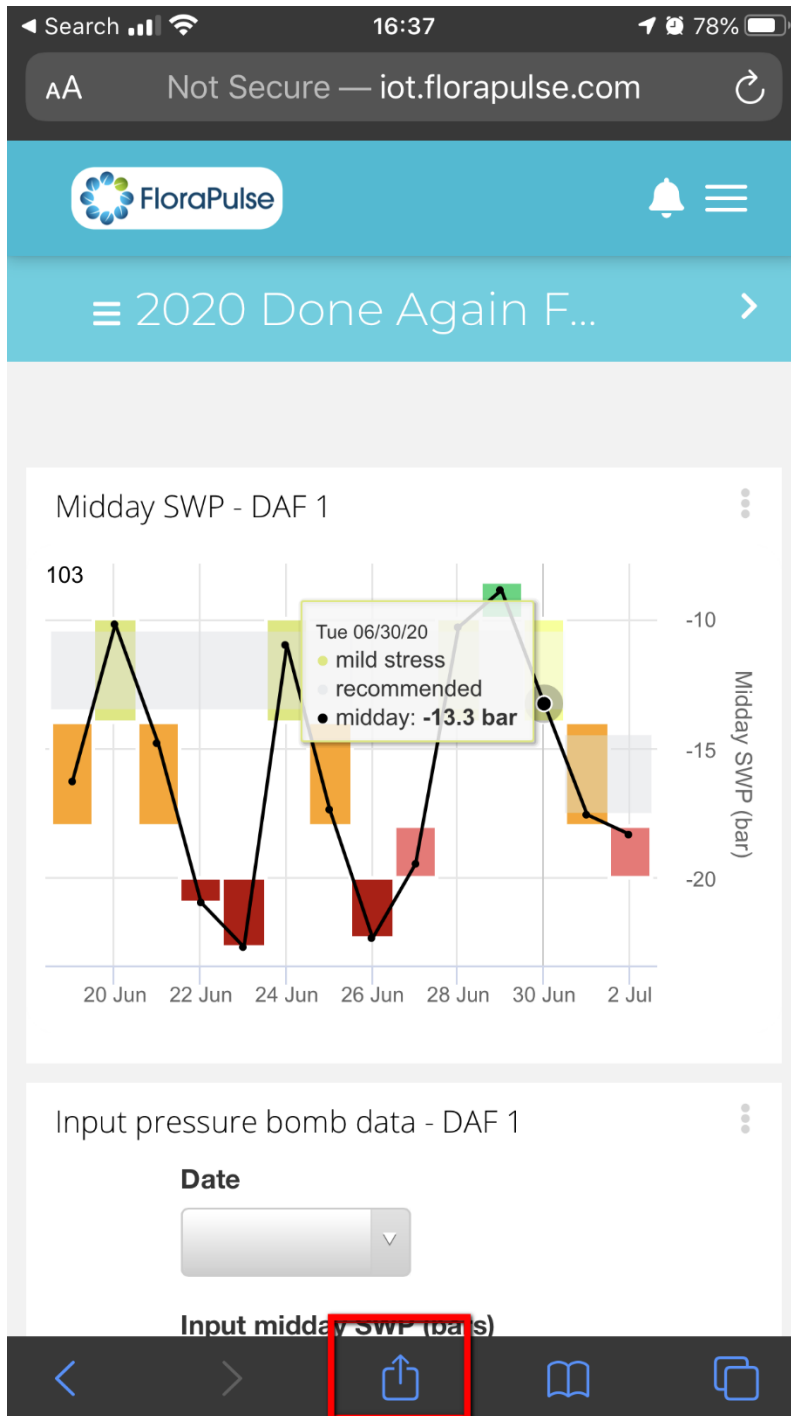 ◀ Search 16:37 78%
AA Not Secure — iot.florapulse.com
FloraPulse
2020 Done Again F...
Midday SWP - DAF 1
103
Tue 06/30/20
mild stress
recommended
midday: -13.3 bar
-10
-15
-20
Midday SWP (bar)
20 Jun 22 Jun 24 Jun 26 Jun 28 Jun 30 Jun 2 Jul
Input pressure bomb data - DAF 1
Date
Input midday SWP (bars)